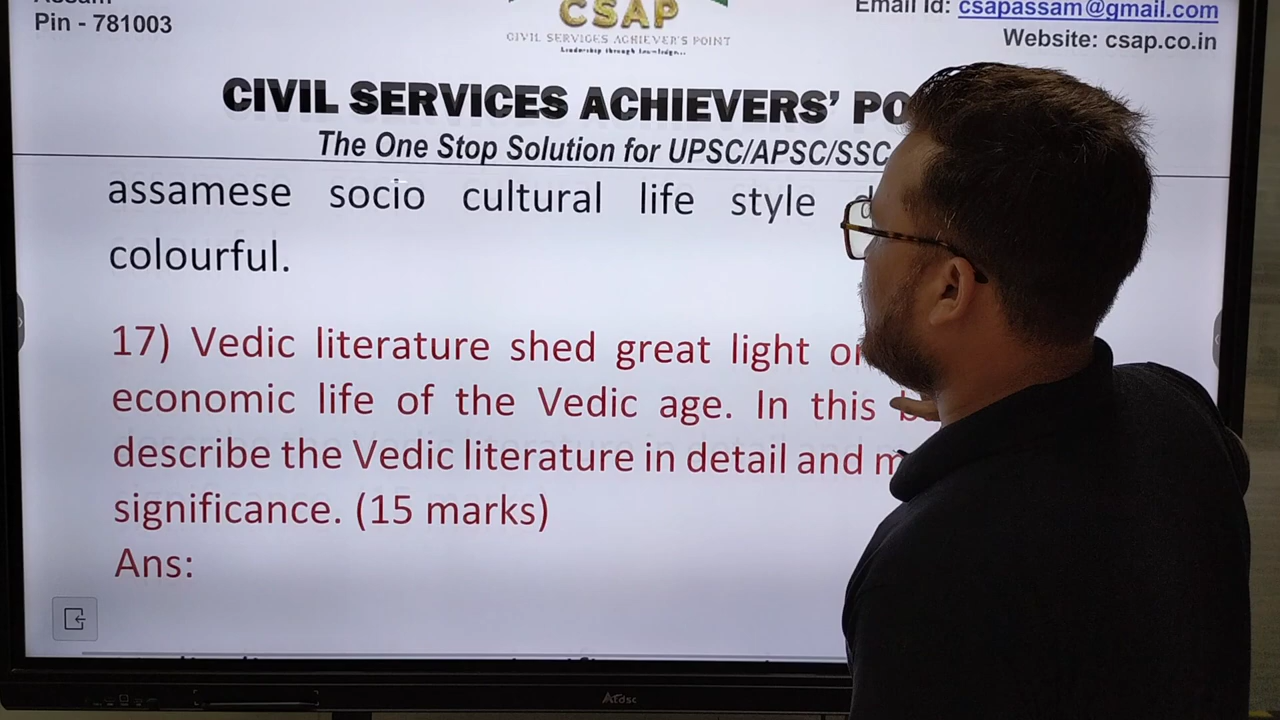 Pin - 781003
CSAP
CIVIL SERVICES ACHIEVER'S POINT
Leadership through knowledge...
Email Id: csapassam@gmail.com
Website: csap.co.in
CIVIL SERVICES ACHIEVERS' PO
The One Stop Solution for UPSC/APSC/SSC
assamese socio cultural life style
colourful.
17) Vedic literature shed great light
economic life of the Vedic age. In this
describe the Vedic literature in detail and
significance. (15 marks)
Ans: